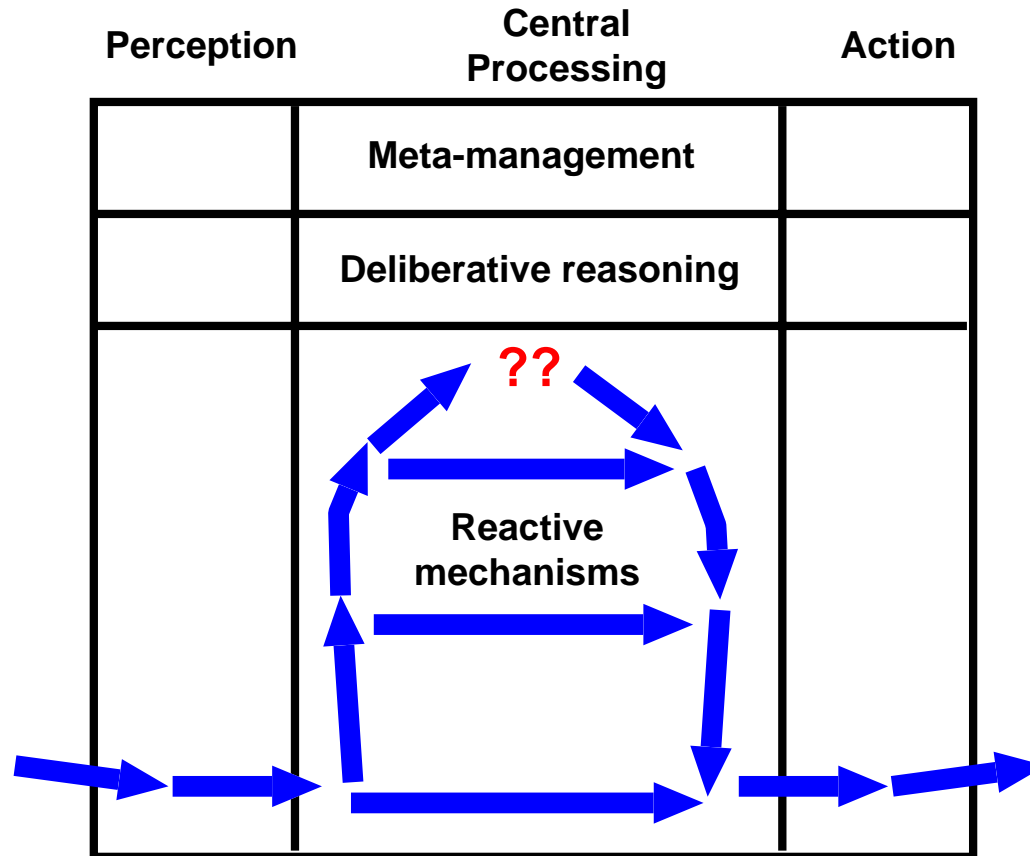 Perception
Central
Processing
Action
Meta-management
Deliberative reasoning
??
Reactive
mechanisms